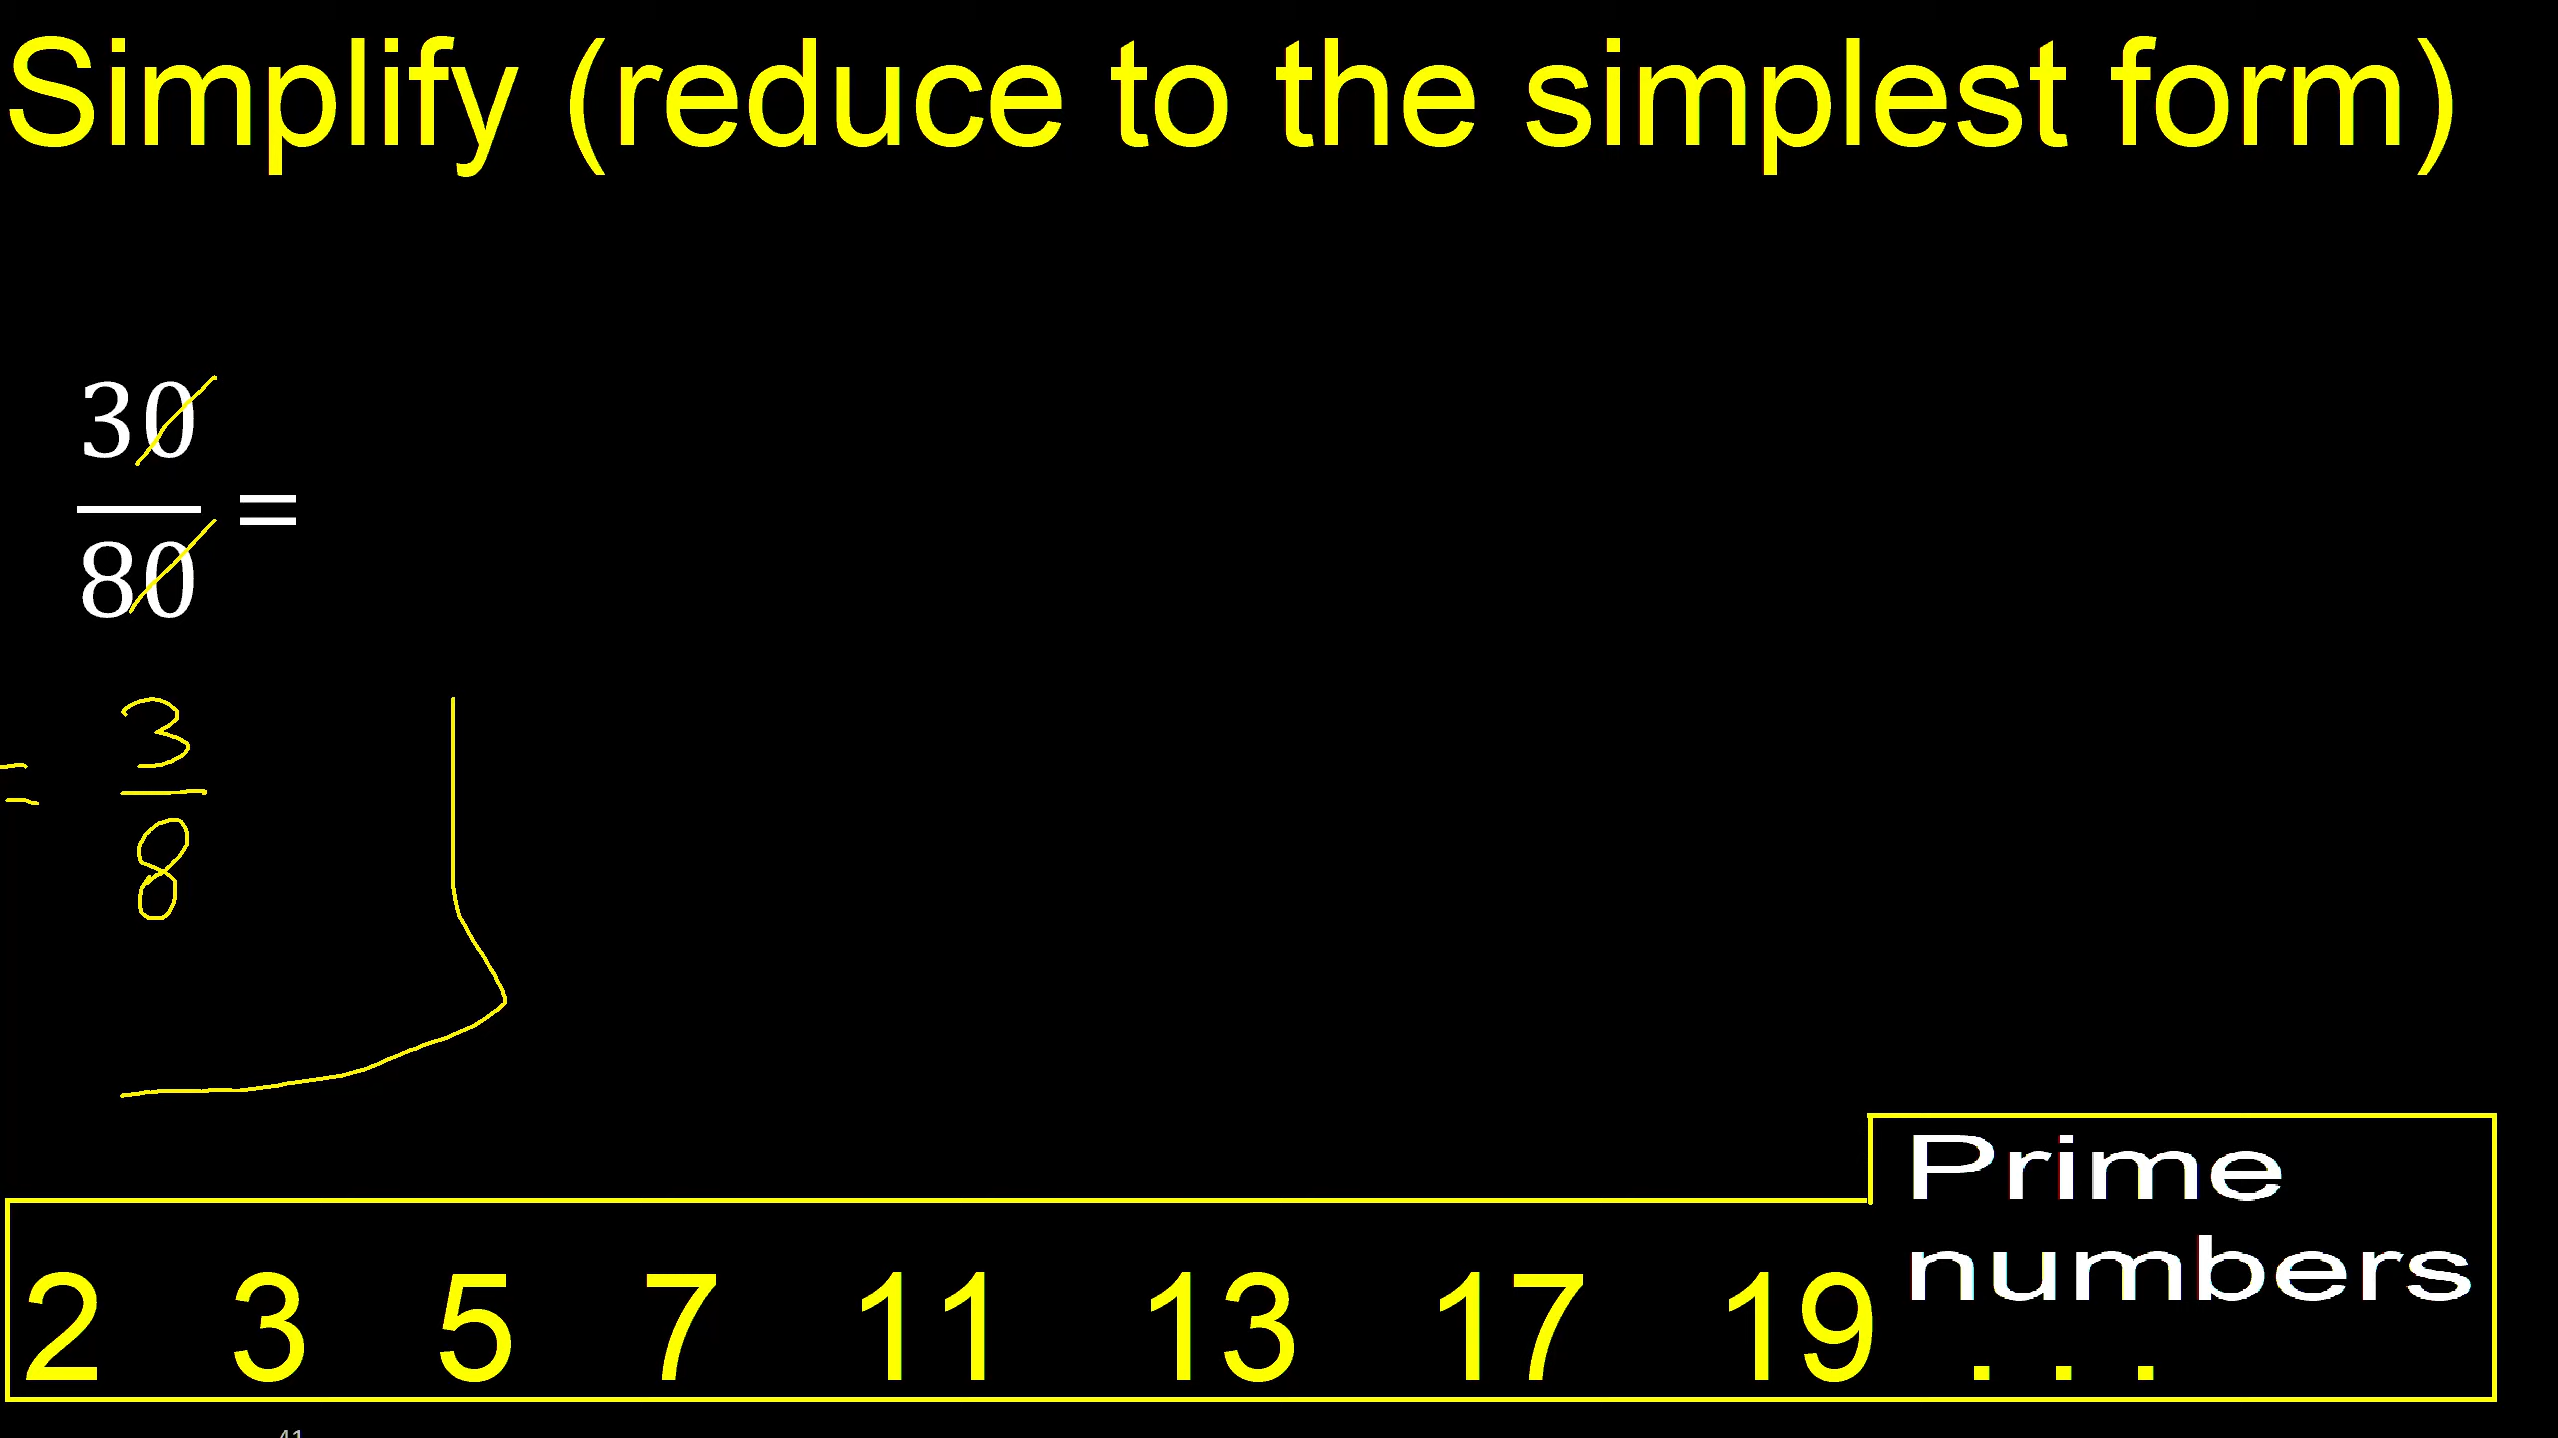 Simplify (reduce to the simplest form)
30
80
=
=
3
8
Prime
numbers
2 3 5 7 11 13 17 19 . . .
41